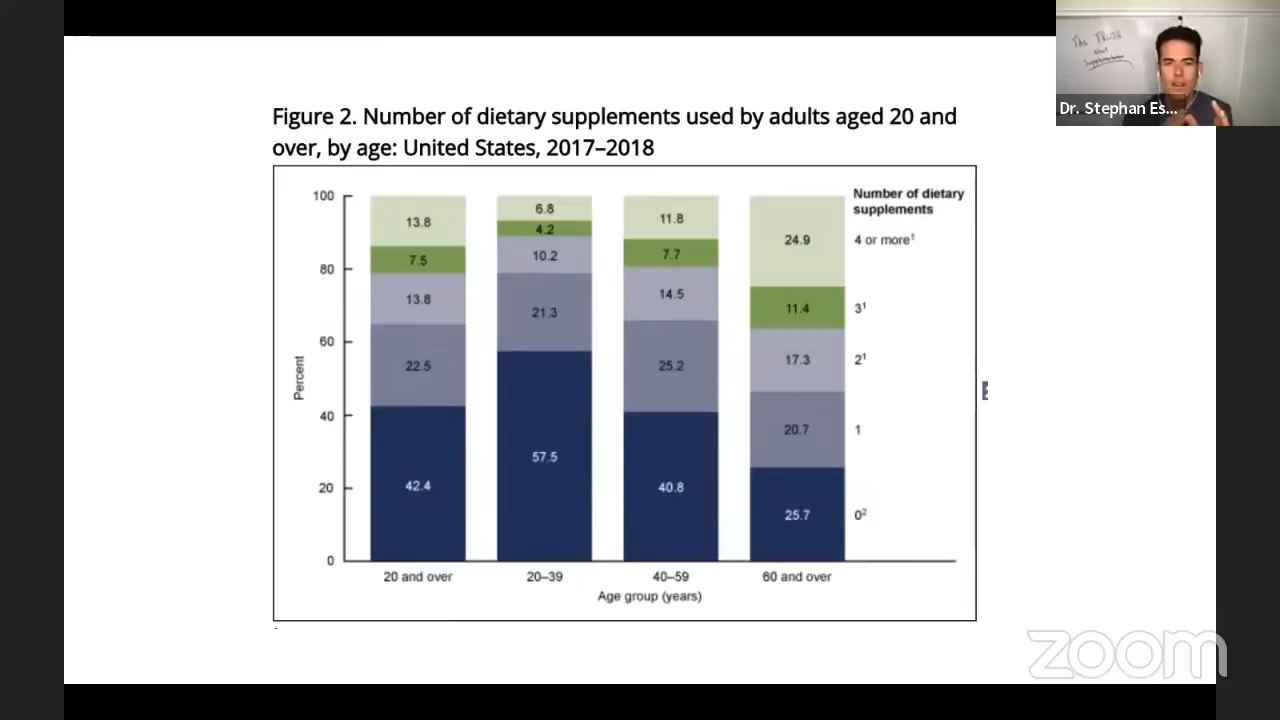 THE TRUTH
About
Supplementation
Dr. Stephan Es...
Figure 2. Number of dietary supplements used by adults aged 20 and
over, by age: United States, 2017–2018
Number of dietary
supplements
100
80
60
40
20
0
Percent
13.8
7.5
13.8
22.5
42.4
6.8
4.2
10.2
21.3
57.5
11.8
7.7
14.5
25.2
40.8
24.9
11.4
17.3
20.7
25.7
4 or more¹
3¹
2¹
1
0²
20 and over
20–39
40–59
60 and over
Age group (years)
zoom